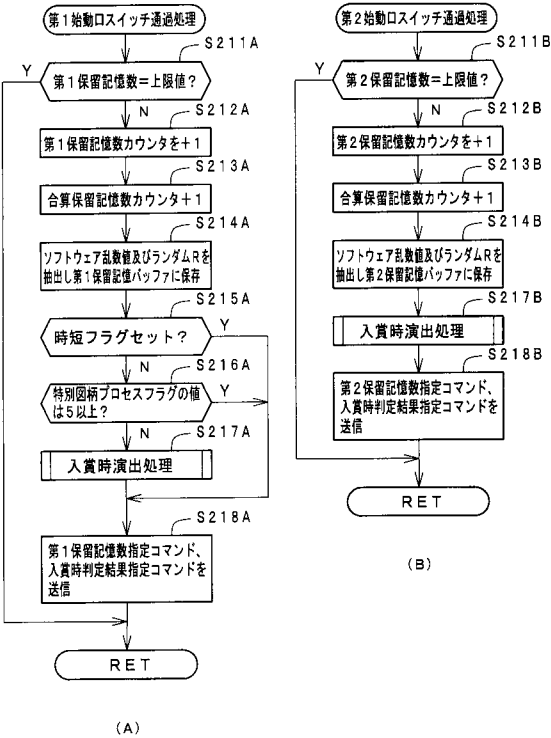 第1始動口スイッチ通過処理
S211A
第1保留記憶数=上限値?
Y
N
S212A
第1保留記憶数カウンタを+1
S213A
合算保留記憶数カウンタ+1
S214A
ソフトウェア乱数値及びランダムRを
抽出し第1保留記憶バッファに保存
S215A
時短フラグセット?
Y
N
S216A
特別図柄プロセスフラグの値
は5以上?
Y
N
S217A
入賞時演出処理
S218A
第1保留記憶数指定コマンド、
入賞時判定結果指定コマンドを
送信
RET
(A)
第2始動口スイッチ通過処理
S211B
第2保留記憶数=上限値?
Y
N
S212B
第2保留記憶数カウンタを+1
S213B
合算保留記憶数カウンタ+1
S214B
ソフトウェア乱数値及びランダムRを
抽出し第2保留記憶バッファに保存
S217B
入賞時演出処理
S218B
第2保留記憶数指定コマンド、
入賞時判定結果指定コマンドを
送信
RET
(B)